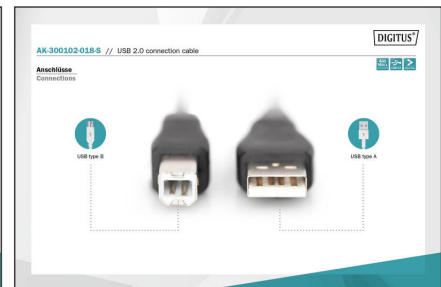 DIGITUS®
AK-300102-018-S // USB 2.0 connection cable
Anschlüsse
Connections
USB type B
USB type A